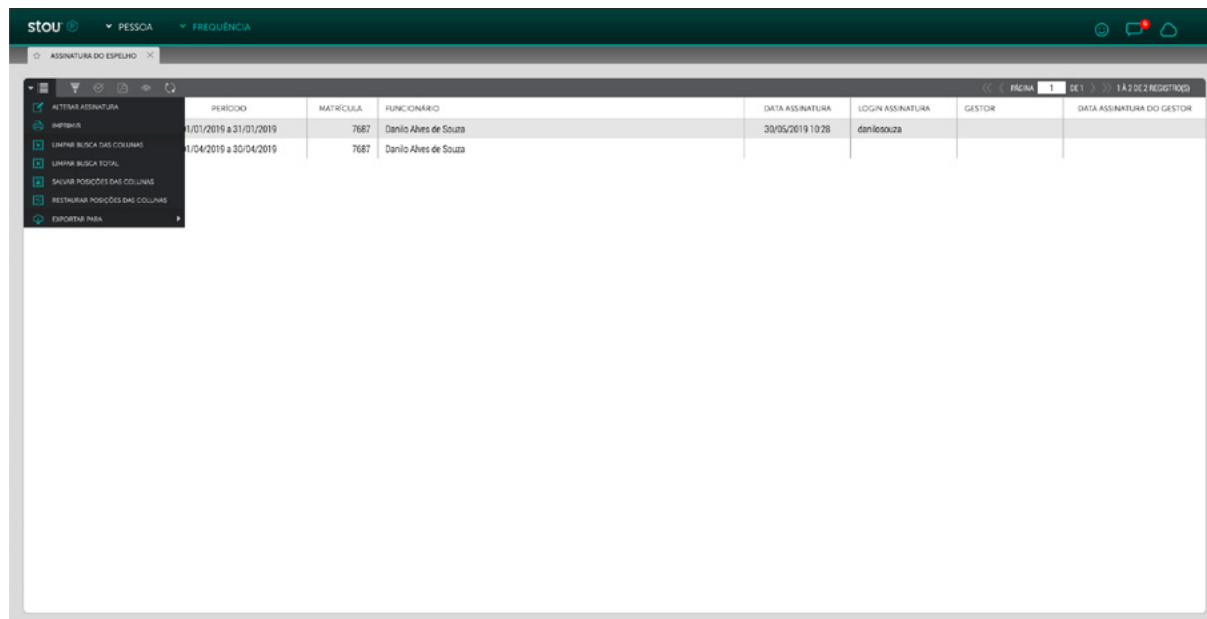 stou
PESSOA
FREQUÊNCIA
6
ASSINATURA DO ESPELHO
PÁGINA 1 DE 1 1 À 2 DE 2 REGISTRO(S)
ALTERAR ASSINATURA
IMPRIMIR
LIMPAR BUSCA DAS COLUNAS
LIMPAR BUSCA TOTAL
SALVAR POSIÇÕES DAS COLUNAS
RESTAURAR POSIÇÕES DAS COLUNAS
EXPORTAR PARA
PERÍODO MATRÍCULA FUNCIONÁRIO DATA ASSINATURA LOGIN ASSINATURA GESTOR DATA ASSINATURA DO GESTOR
01/01/2019 a 31/01/2019 7687 Danilo Alves de Souza 30/05/2019 10:28 danilosouza
01/04/2019 a 30/04/2019 7687 Danilo Alves de Souza